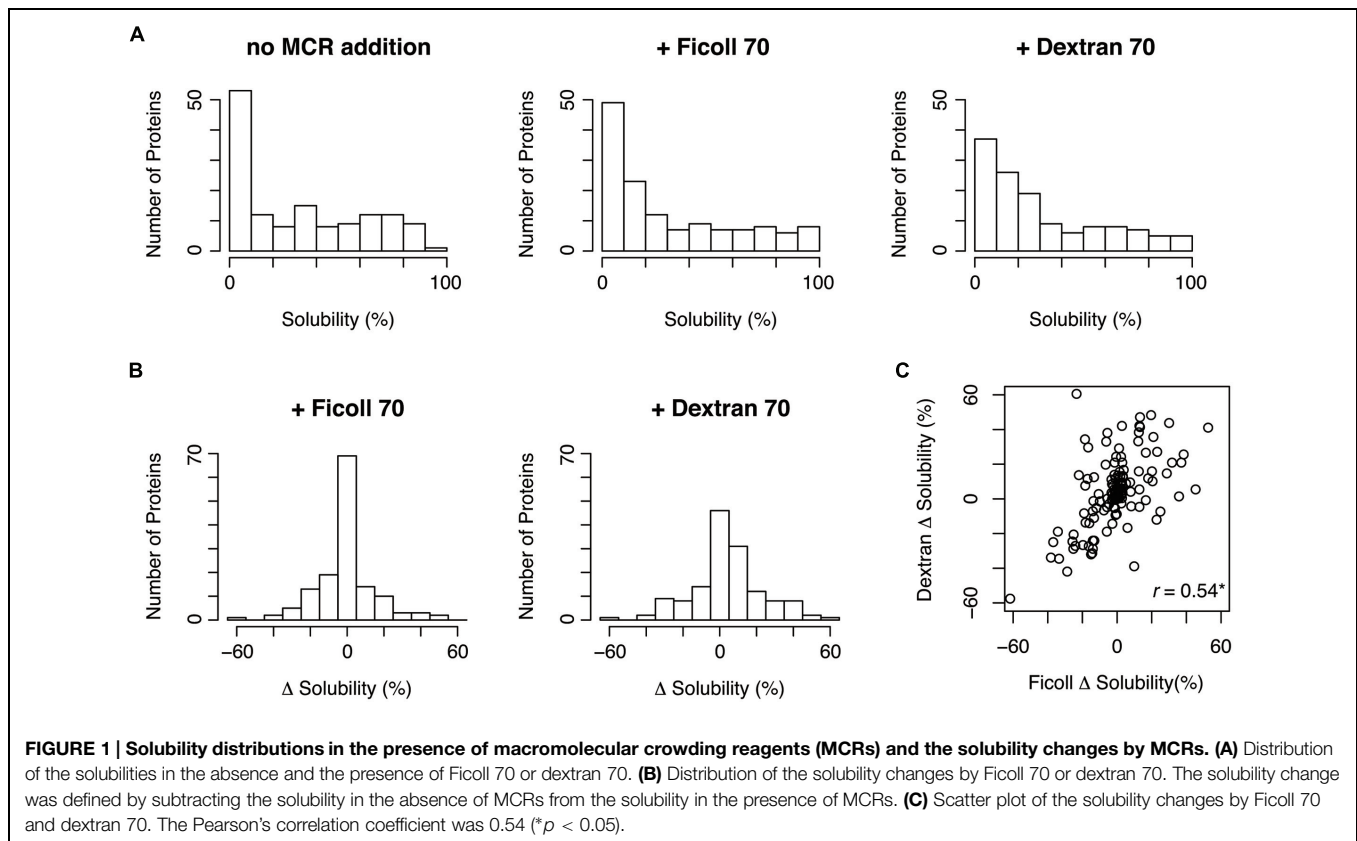 A
no MCR addition
+ Ficoll 70
+ Dextran 70
Number of Proteins
50
0
0
100
Solubility (%)
Number of Proteins
50
0
0
100
Solubility (%)
Number of Proteins
50
0
0
100
Solubility (%)
B
+ Ficoll 70
+ Dextran 70
Number of Proteins
70
0
−60
0
60
Δ Solubility (%)
Number of Proteins
70
0
−60
0
60
Δ Solubility (%)
C
Dextran Δ Solubility (%)
60
0
−60
r = 0.54*
−60
0
60
Ficoll Δ Solubility(%)
FIGURE 1 | Solubility distributions in the presence of macromolecular crowding reagents (MCRs) and the solubility changes by MCRs. (A) Distribution
of the solubilities in the absence and the presence of Ficoll 70 or dextran 70. (B) Distribution of the solubility changes by Ficoll 70 or dextran 70. The solubility change
was defined by subtracting the solubility in the absence of MCRs from the solubility in the presence of MCRs. (C) Scatter plot of the solubility changes by Ficoll 70
and dextran 70. The Pearson's correlation coefficient was 0.54 (*p < 0.05).